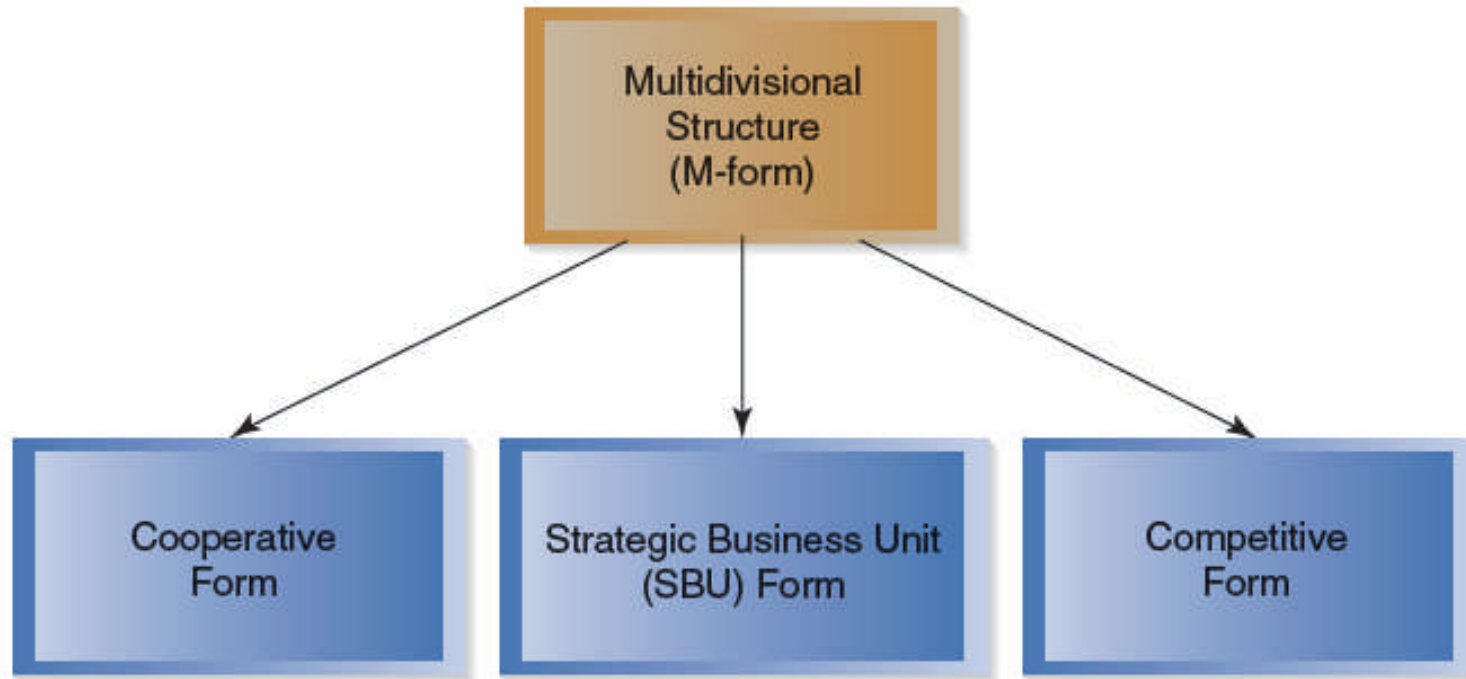 Multidivisional
Structure
(M-form)
Cooperative
Form
Strategic Business Unit
(SBU) Form
Competitive
Form